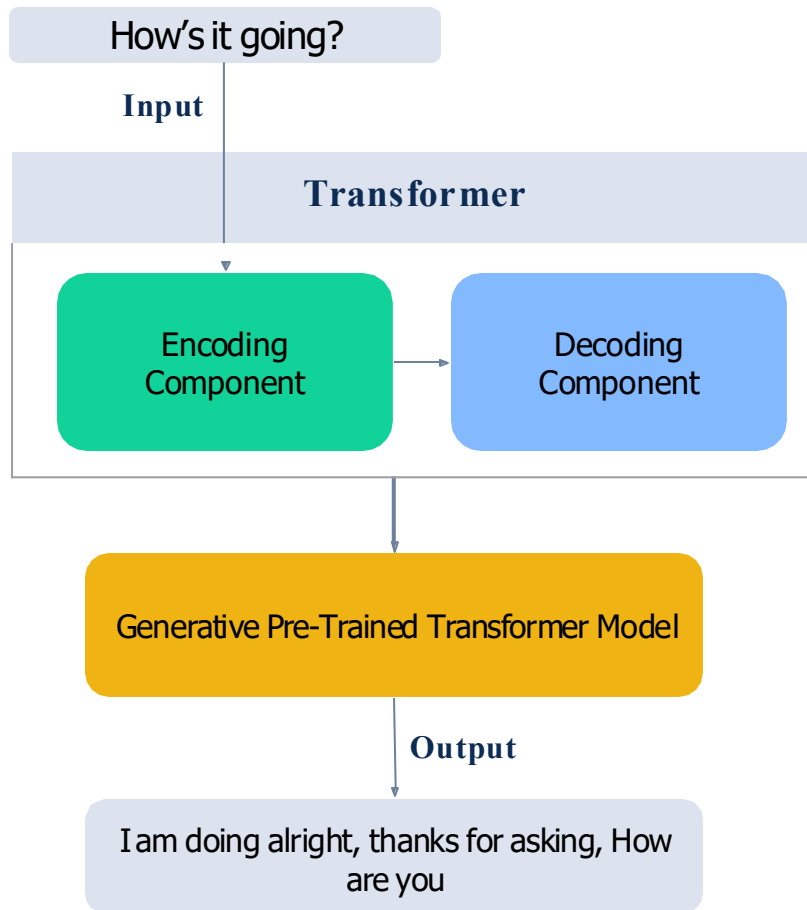 How’s it going?
Input
Transformer
Encoding
Component
Decoding
Component
Generative Pre-Trained Transformer Model
Output
I am doing alright, thanks for asking, How
are you